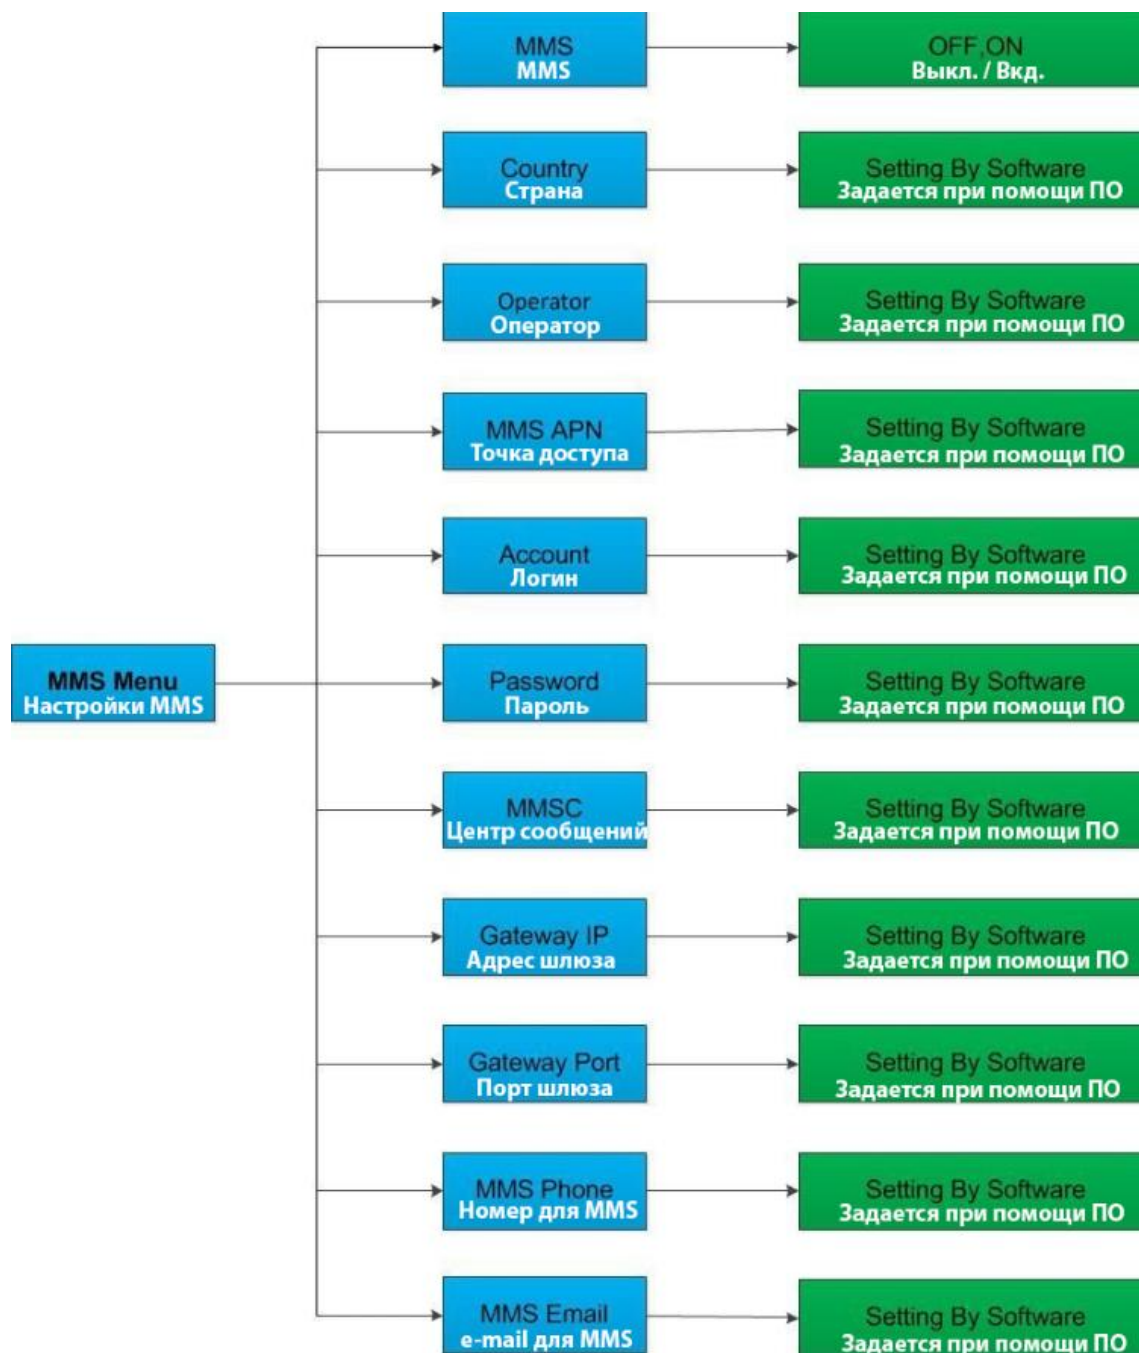 MMS
MMS
OFF,ON
Выкл. / Вкд.
Country
Страна
Setting By Software
Задается при помощи ПО
Operator
Оператор
Setting By Software
Задается при помощи ПО
MMS APN
Точка доступа
Setting By Software
Задается при помощи ПО
Account
Логин
Setting By Software
Задается при помощи ПО
MMS Menu
Настройки MMS
Password
Пароль
Setting By Software
Задается при помощи ПО
MMSC
Центр сообщений
Setting By Software
Задается при помощи ПО
Gateway IP
Адрес шлюза
Setting By Software
Задается при помощи ПО
Gateway Port
Порт шлюза
Setting By Software
Задается при помощи ПО
MMS Phone
Номер для MMS
Setting By Software
Задается при помощи ПО
MMS Email
e-mail для MMS
Setting By Software
Задается при помощи ПО